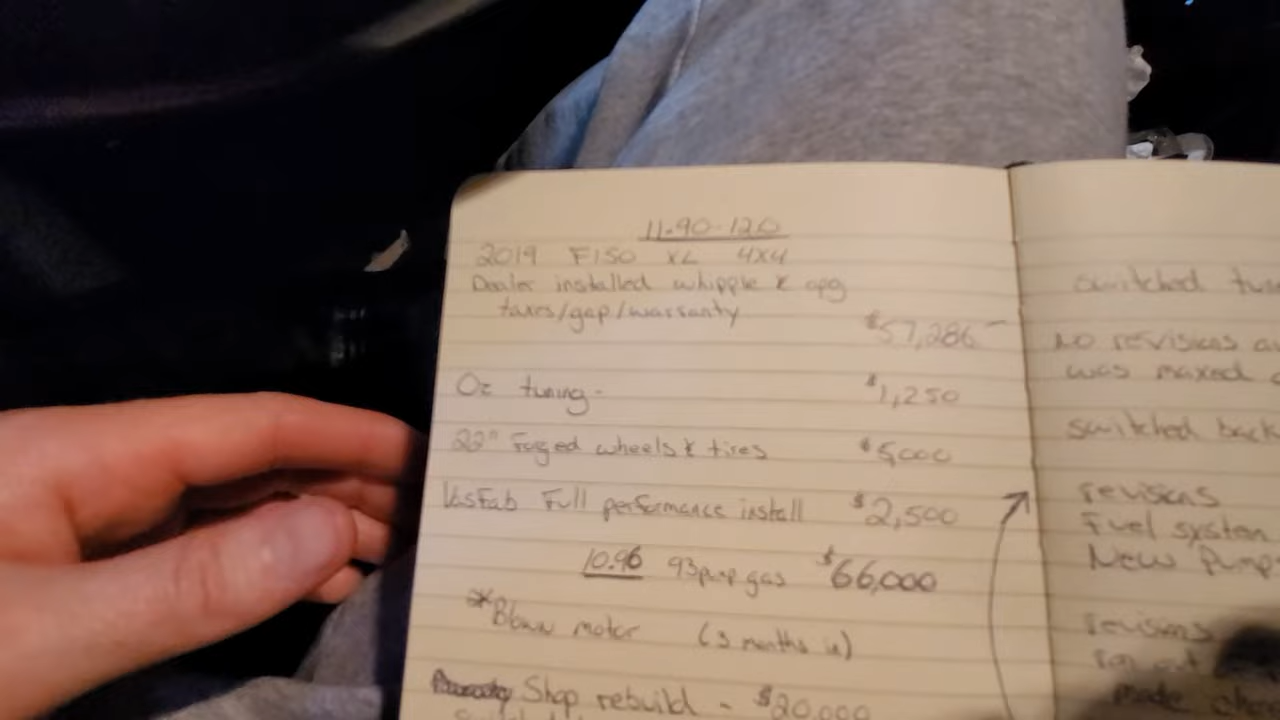 11.90-120
2019 F150 XL 4X4
Dealer installed whipple & opg
taxes/gap/warranty
$57,286
Oz tuning - $1,250
22" Forged wheels & tires $5,000
Full performance install $2,500
10.96 93 pump gas $66,000
*Blown motor (3 months in)
Shop rebuild - $20,000
switched
No revisions
was maxed
switched back
revisions
Fuel system
New Pump
revisions
made